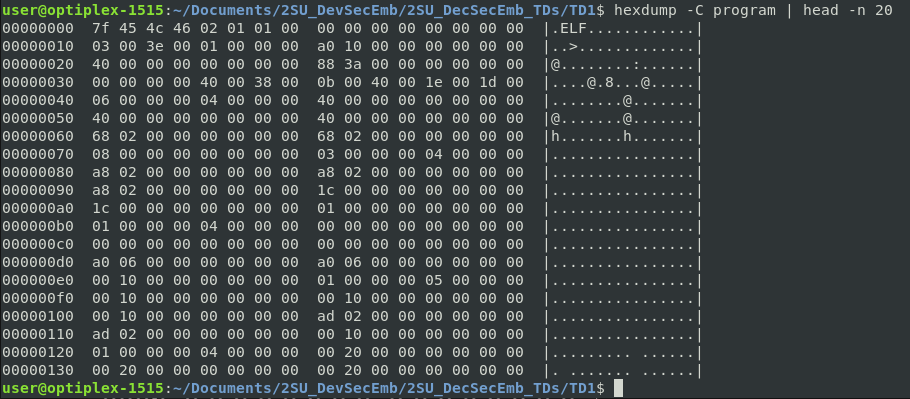 user@optiplex-1515:~/Documents/2SU_DevSecEmb/2SU_DecSecEmb_TDs/TD1$ hexdump -C program | head -n 20
00000000  7f 45 4c 46 02 01 01 00  00 00 00 00 00 00 00 00  |.ELF............|
00000010  03 00 3e 00 01 00 00 00  a0 10 00 00 00 00 00 00  |..>.............|
00000020  40 00 00 00 00 00 00 00  88 3a 00 00 00 00 00 00  |@........:......|
00000030  00 00 00 00 40 00 38 00  0b 00 40 00 1e 00 1d 00  |....@.8...@.....|
00000040  06 00 00 00 04 00 00 00  40 00 00 00 00 00 00 00  |........@.......|
00000050  40 00 00 00 00 00 00 00  40 00 00 00 00 00 00 00  |@.......@.......|
00000060  68 02 00 00 00 00 00 00  68 02 00 00 00 00 00 00  |h.......h.......|
00000070  08 00 00 00 00 00 00 00  03 00 00 00 04 00 00 00  |................|
00000080  a8 02 00 00 00 00 00 00  a8 02 00 00 00 00 00 00  |................|
00000090  a8 02 00 00 00 00 00 00  1c 00 00 00 00 00 00 00  |................|
000000a0  1c 00 00 00 00 00 00 00  01 00 00 00 00 00 00 00  |................|
000000b0  01 00 00 00 04 00 00 00  00 00 00 00 00 00 00 00  |................|
000000c0  00 00 00 00 00 00 00 00  00 00 00 00 00 00 00 00  |................|
000000d0  a0 06 00 00 00 00 00 00  a0 06 00 00 00 00 00 00  |................|
000000e0  00 10 00 00 00 00 00 00  01 00 00 00 05 00 00 00  |................|
000000f0  00 10 00 00 00 00 00 00  00 10 00 00 00 00 00 00  |................|
00000100  00 10 00 00 00 00 00 00  ad 02 00 00 00 00 00 00  |................|
00000110  ad 02 00 00 00 00 00 00  00 10 00 00 00 00 00 00  |................|
00000120  01 00 00 00 04 00 00 00  00 20 00 00 00 00 00 00  |......... ......|
00000130  00 20 00 00 00 00 00 00  00 20 00 00 00 00 00 00  |. ....... ......|
user@optiplex-1515:~/Documents/2SU_DevSecEmb/2SU_DecSecEmb_TDs/TD1$